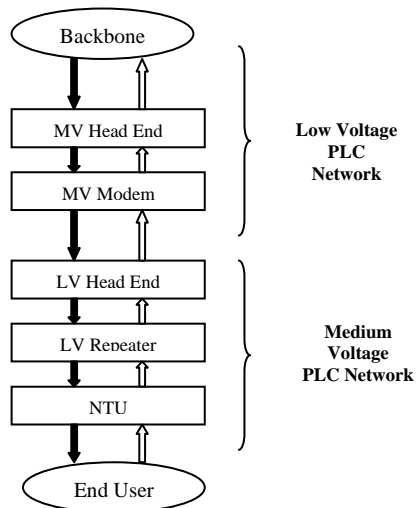 Backbone
MV Head End
Low Voltage
PLC
Network
MV Modem
LV Head End
LV Repeater
Medium
Voltage
PLC Network
NTU
End User